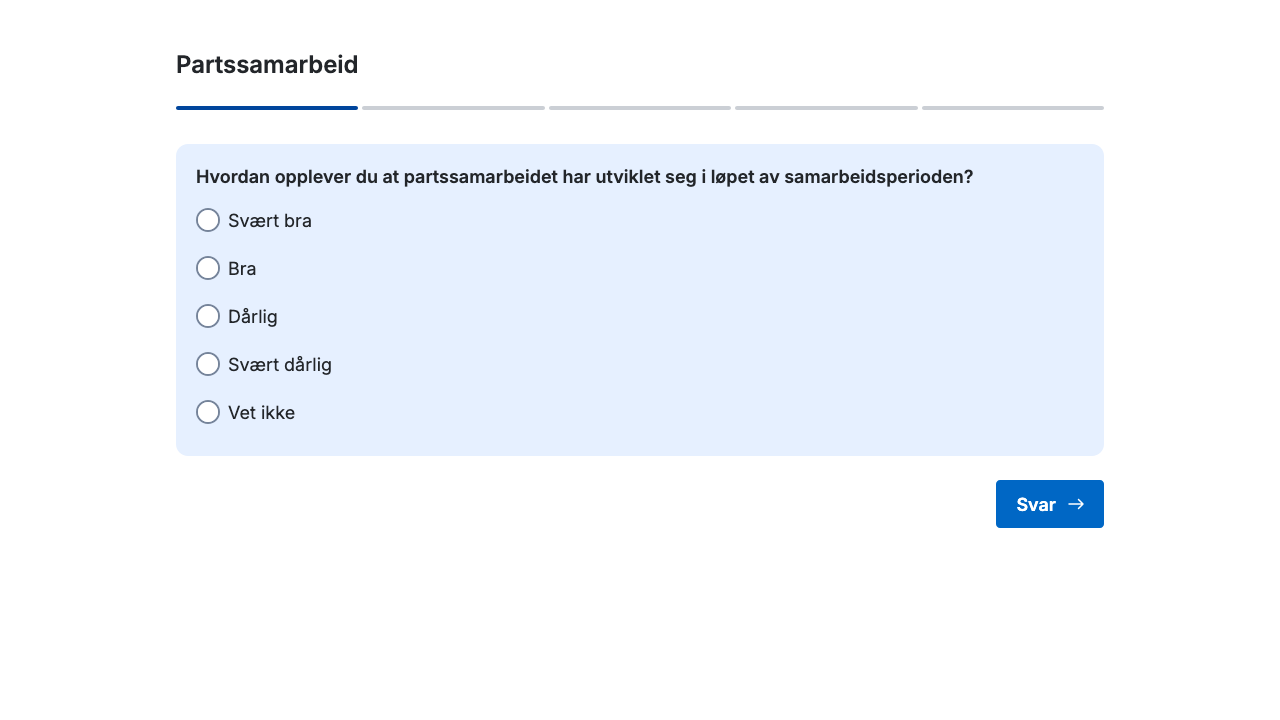 Partssamarbeid
Hvordan opplever du at partssamarbeidet har utviklet seg i løpet av samarbeidsperioden?
Svært bra
Bra
Dårlig
Svært dårlig
Vet ikke
Svar